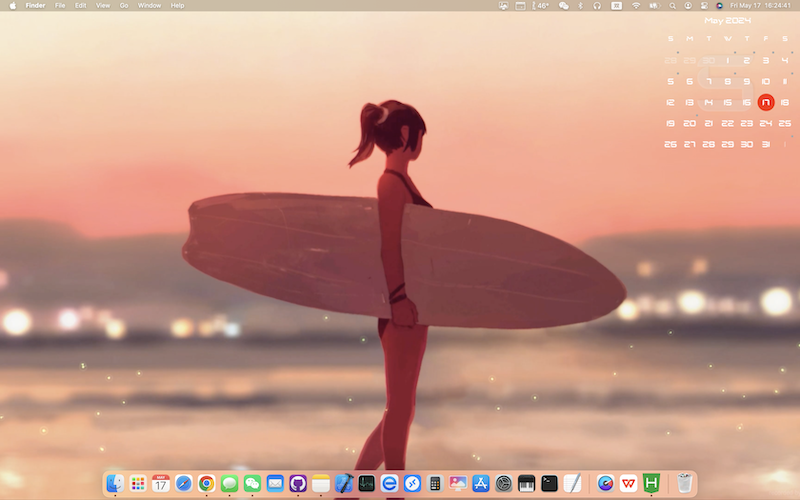 Finder File Edit View Go Window Help 46° Fri May 17 16:24:41
May 2024
S M T W T F S
28 29 30 1 2 3 4
5 6 7 8 9 10 11
12 13 14 15 16 17 18
19 20 21 22 23 24 25
26 27 28 29 30 31 1
MAY
17
W H